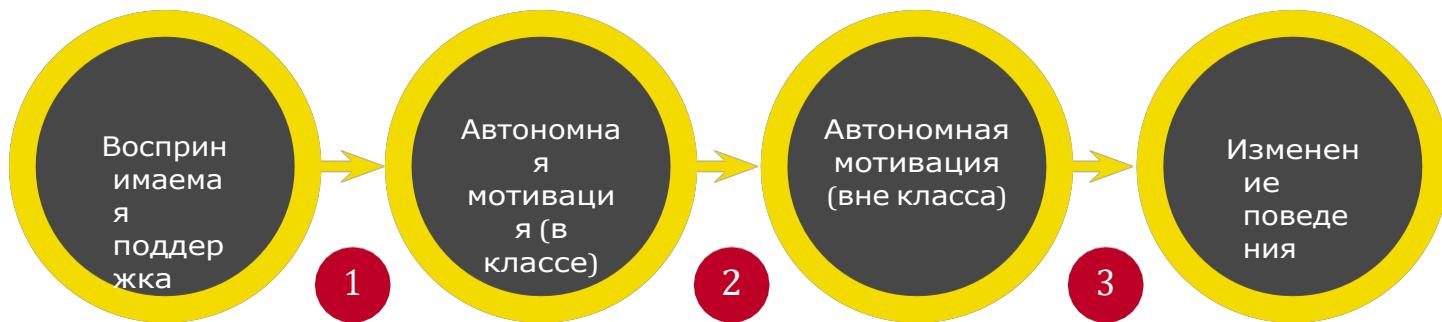 Восприн
имаема
я
поддер
жка
Автономна
я
мотиваци
я (в
классе)
Автономная
мотивация
(вне класса)
Изменен
ие
поведе
ния
1
2
3